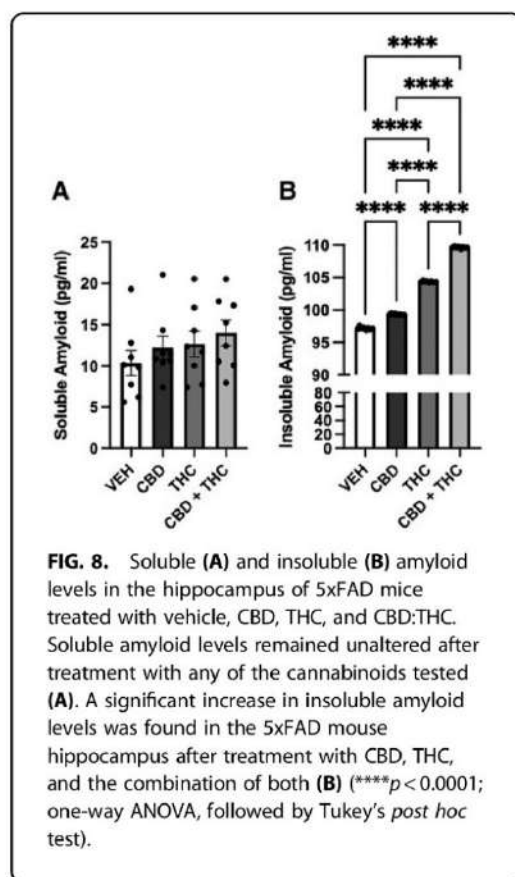 ****
****
****
****
****
****
A
B
Soluble Amyloid (pg/ml)
25
20
15
10
5
0
VEH
CBD
THC
CBD + THC
Insoluble Amyloid (pg/ml)
110
105
100
95
90
80
60
40
20
0
VEH
CBD
THC
CBD + THC
FIG. 8. Soluble (A) and insoluble (B) amyloid
levels in the hippocampus of 5xFAD mice
treated with vehicle, CBD, THC, and CBD:THC.
Soluble amyloid levels remained unaltered after
treatment with any of the cannabinoids tested
(A). A significant increase in insoluble amyloid
levels was found in the 5xFAD mouse
hippocampus after treatment with CBD, THC,
and the combination of both (B) (****p < 0.0001;
one-way ANOVA, followed by Tukey's post hoc
test).